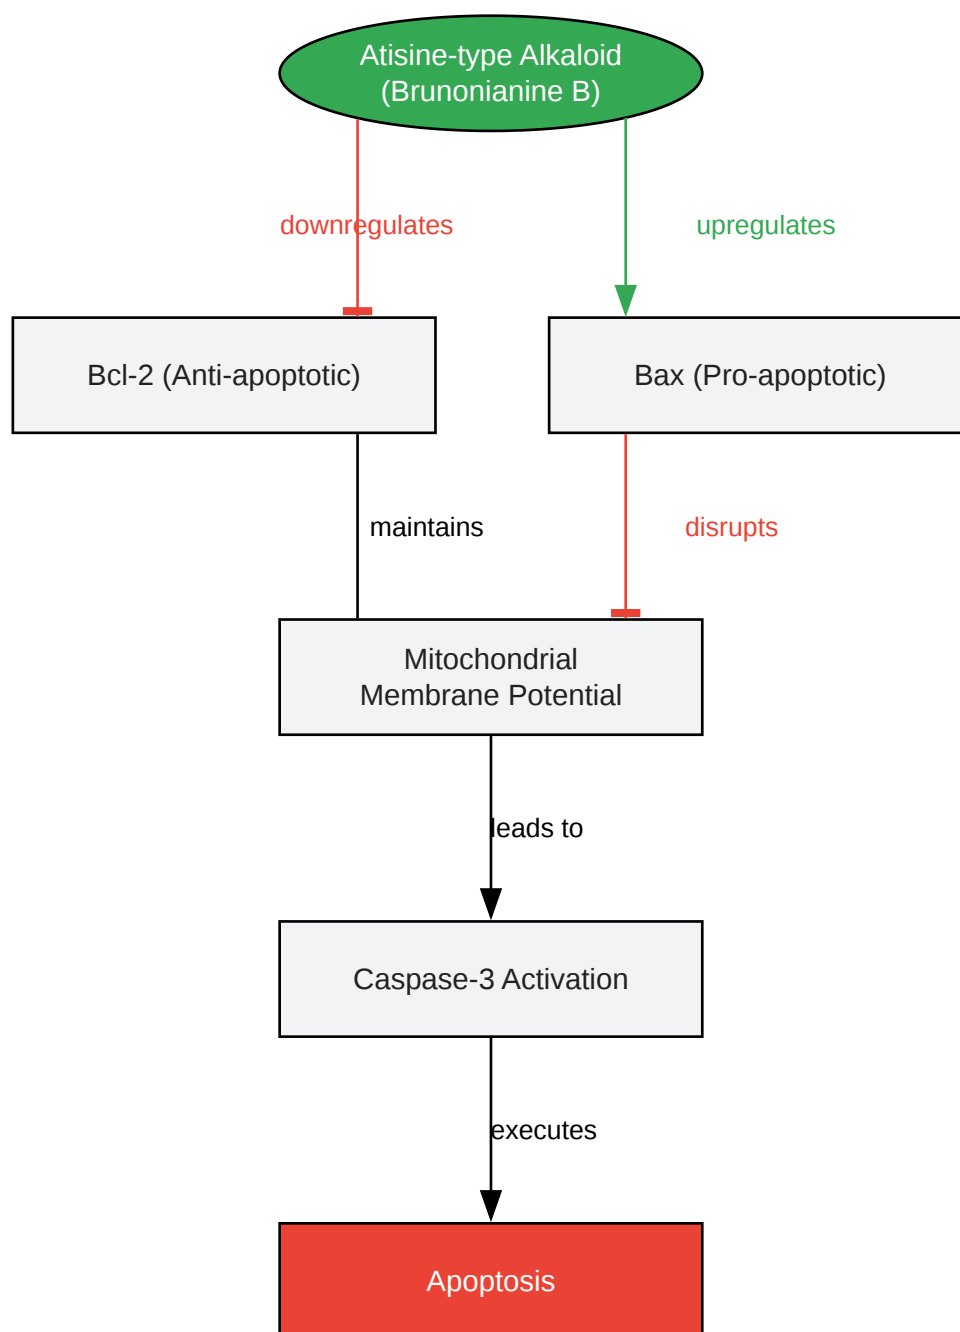 Atisine-type Alkaloid
(Brunonianine B)
downregulates
upregulates
Bcl-2 (Anti-apoptotic)
Bax (Pro-apoptotic)
maintains
disrupts
Mitochondrial
Membrane Potential
leads to
Caspase-3 Activation
executes
Apoptosis